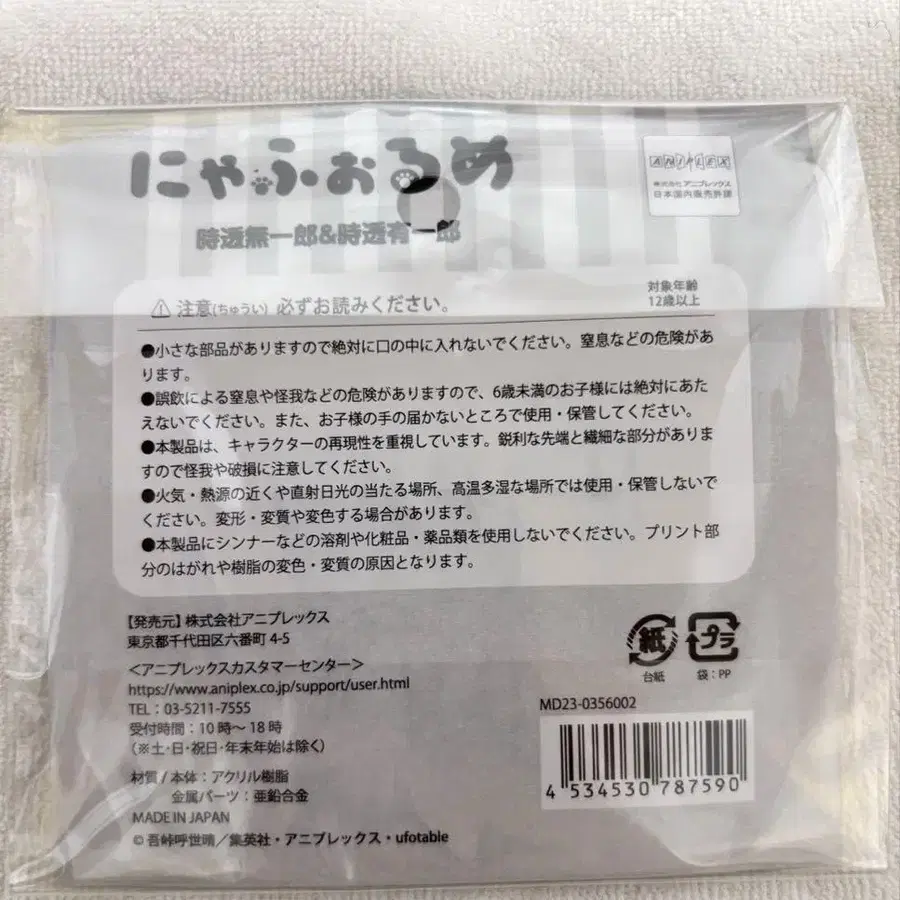 にゃふぉるめ
時透無一郎&時透有一郎
ANIPLEX
株式会社アニプレックス
日本国内販売許諾
⚠ 注意(ちゅうい) 必ずお読みください。
対象年齢
12歳以上
●小さな部品がありますので絶対に口の中に入れないでください。窒息などの危険があ
ります。
●誤飲による窒息や怪我などの危険がありますので、6歳未満のお子様には絶対にあた
えないでください。また、お子様の手の届かないところで使用・保管してください。
●本製品は、キャラクターの再現性を重視しています。鋭利な先端と繊細な部分がありま
すので怪我や破損に注意してください。
●火気・熱源の近くや直射日光の当たる場所、高温多湿な場所では使用・保管しないで
ください。変形・変質や変色する場合があります。
●本製品にシンナーなどの溶剤や化粧品・薬品類を使用しないでください。プリント部
分のはがれや樹脂の変色・変質の原因となります。
【発売元】株式会社アニプレックス
東京都千代田区六番町 4-5
<アニプレックスカスタマーセンター>
https://www.aniplex.co.jp/support/user.html
TEL：03-5211-7555
受付時間：10時～18時
（※土・日・祝日・年末年始は除く）
材質 / 本体：アクリル樹脂
金属パーツ：亜鉛合金
MADE IN JAPAN
© 吾峠呼世晴／集英社・アニプレックス・ufotable
紙
台紙
プラ
袋：PP
MD23-0356002
4 534530 787590